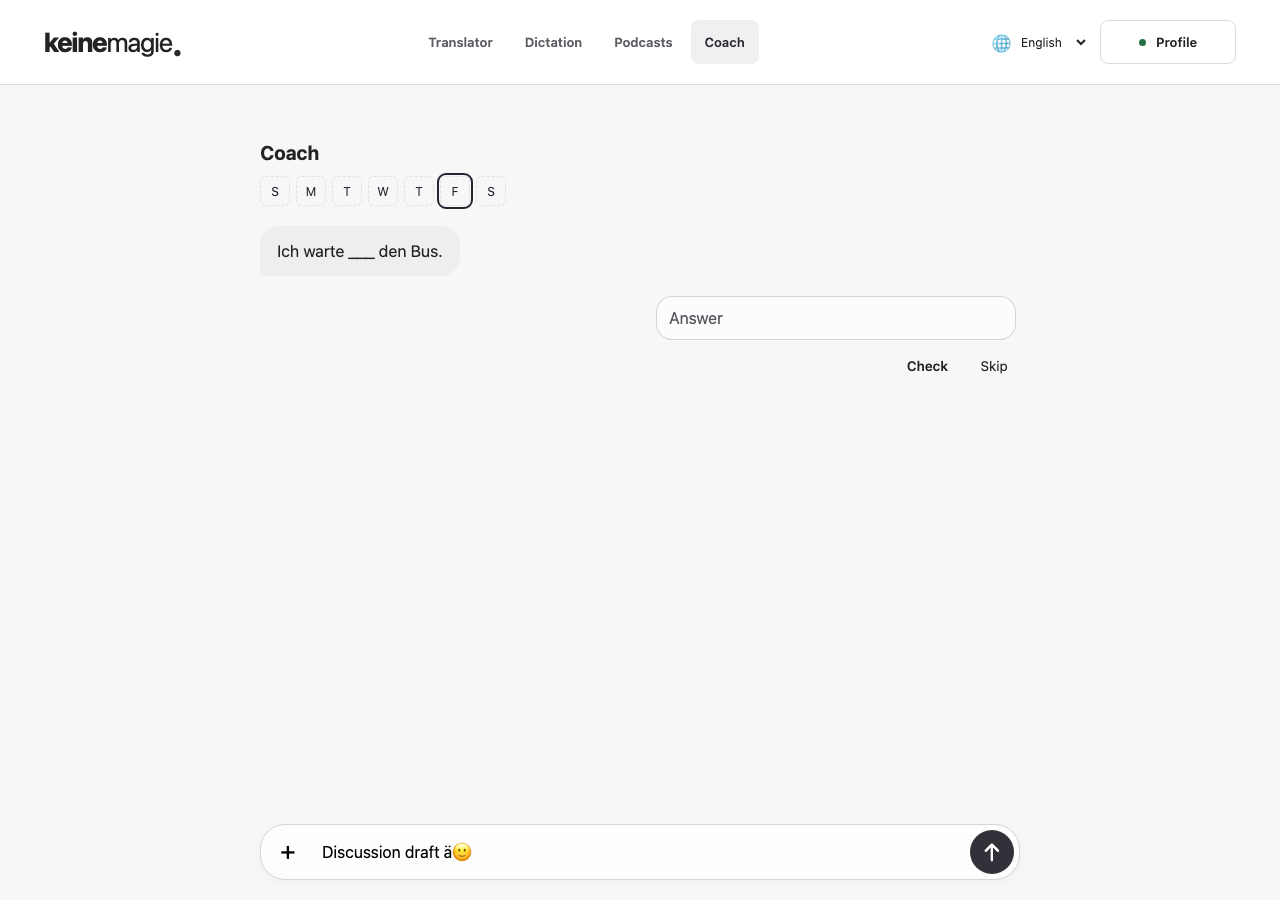 keinemagie.
Translator Dictation Podcasts Coach
English
Profile
Coach
S M T W T F S
Ich warte ___ den Bus.
Answer
Check Skip
+ Discussion draft ä🙂